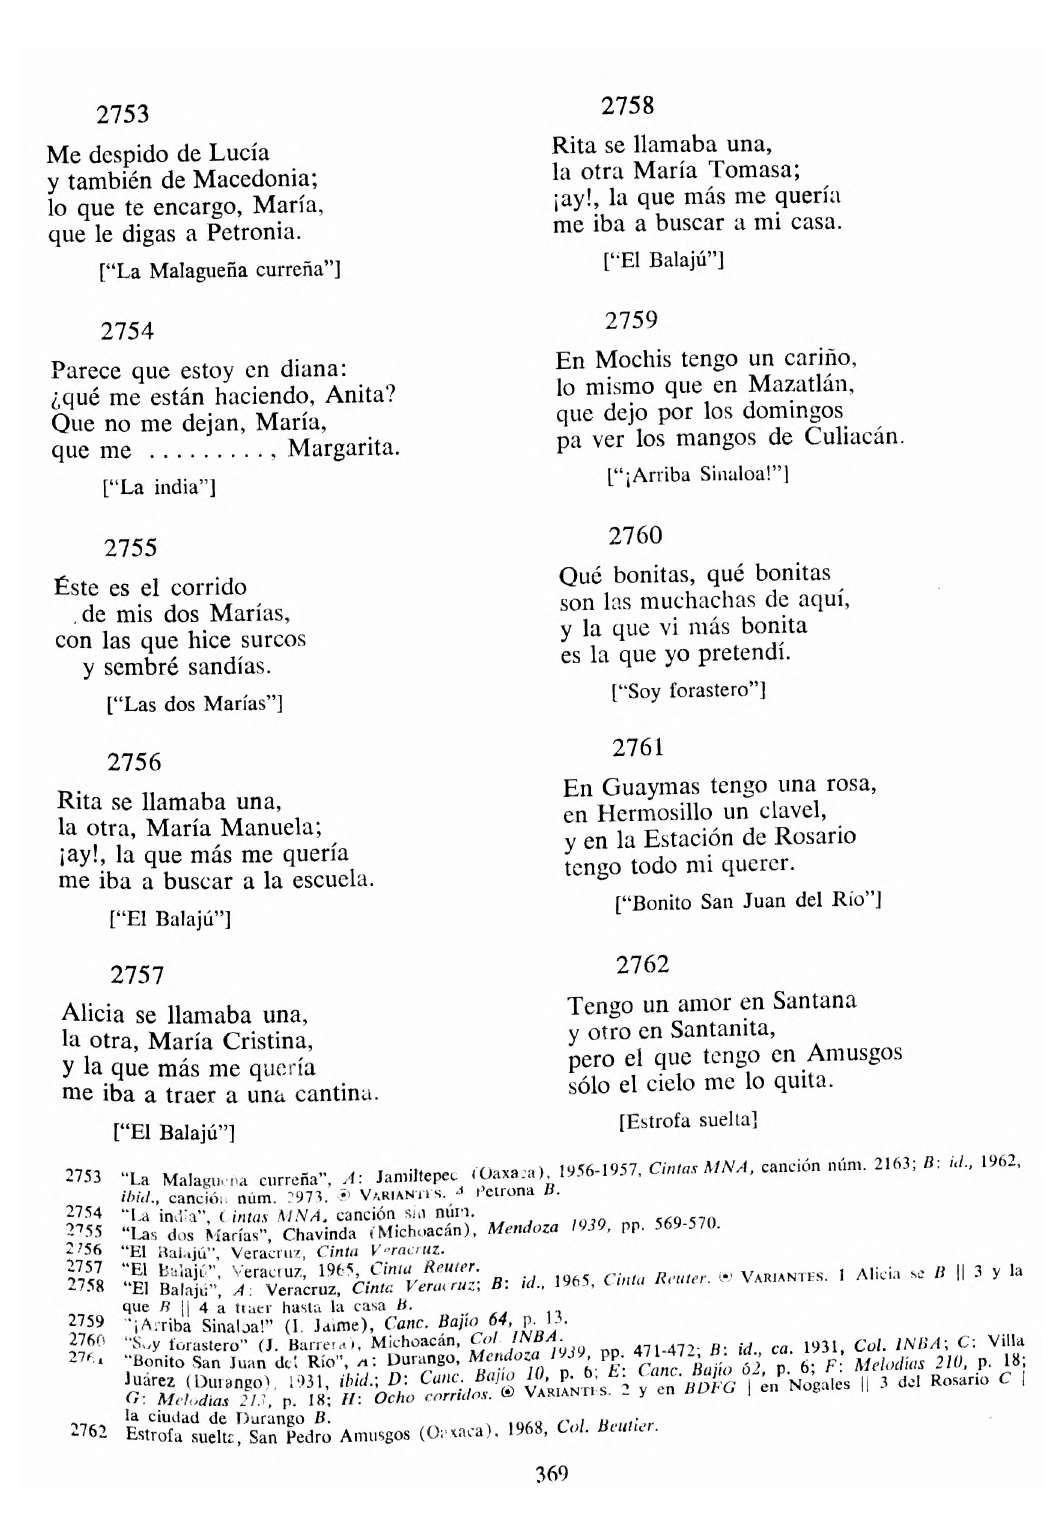 2753
Me despido de Lucía
y también de Macedonia;
lo que te encargo, María,
que le digas a Petronia.
[“La Malagueña curreña”]
2754
Parece que estoy en diana:
¿qué me están haciendo, Anita?
Que no me dejan, María,
que me . . . . . . . . . , Margarita.
[“La india”]
2755
Éste es el corrido
de mis dos Marías,
con las que hice surcos
y sembré sandías.
[“Las dos Marías”]
2756
Rita se llamaba una,
la otra, María Manuela;
¡ay!, la que más me quería
me iba a buscar a la escuela.
[“El Balajú”]
2757
Alicia se llamaba una,
la otra, María Cristina,
y la que más me quería
me iba a traer a una cantina.
[“El Balajú”]
2758
Rita se llamaba una,
la otra María Tomasa;
¡ay!, la que más me quería
me iba a buscar a mi casa.
[“El Balajú”]
2759
En Mochis tengo un cariño,
lo mismo que en Mazatlán,
que dejo por los domingos
pa ver los mangos de Culiacán.
[“¡Arriba Sinaloa!”]
2760
Qué bonitas, qué bonitas
son las muchachas de aquí,
y la que vi más bonita
es la que yo pretendí.
[“Soy forastero”]
2761
En Guaymas tengo una rosa,
en Hermosillo un clavel,
y en la Estación de Rosario
tengo todo mi querer.
[“Bonito San Juan del Río”]
2762
Tengo un amor en Santana
y otro en Santanita,
pero el que tengo en Amusgos
sólo el cielo me lo quita.
[Estrofa suelta]
2753 “La Malagueña curreña”, A: Jamiltepec (Oaxaca), 1956-1957, Cintas MNA, canción núm. 2163; B: id., 1962,
ibid., canción núm. 2973. ⊙ VARIANTES. 4 Petrona B.
2754 “La india”, Cintas MNA, canción sin núm.
2755 “Las dos Marías”, Chavinda (Michoacán), Mendoza 1939, pp. 569-570.
2756 “El Balajú”, Veracruz, Cinta Veracruz.
2757 “El Balajú”, Veracruz, 1965, Cinta Reuter.
2758 “El Balajú”, A: Veracruz, Cinta Veracruz; B: id., 1965, Cinta Reuter. ⊙ VARIANTES. 1 Alicia se B || 3 y la
que B || 4 a traer hasta la casa B.
2759 “¡Arriba Sinaloa!” (I. Jaime), Canc. Bajío 64, p. 13.
2760 “Soy forastero” (J. Barrera), Michoacán, Col. INBA.
2761 “Bonito San Juan del Río”, A: Durango, Mendoza 1939, pp. 471-472; B: id., ca. 1931, Col. INBA; C: Villa
Juárez (Durango), 1931, ibid.; D: Canc. Bajío 10, p. 6; E: Canc. Bajío 62, p. 6; F: Melodías 210, p. 18;
G: Melodías 213, p. 18; H: Ocho corridos. ⊙ VARIANTES. 2 y en BDFG | en Nogales || 3 del Rosario C |
la ciudad de Durango B.
2762 Estrofa suelta, San Pedro Amusgos (Oaxaca), 1968, Col. Beutler.
369